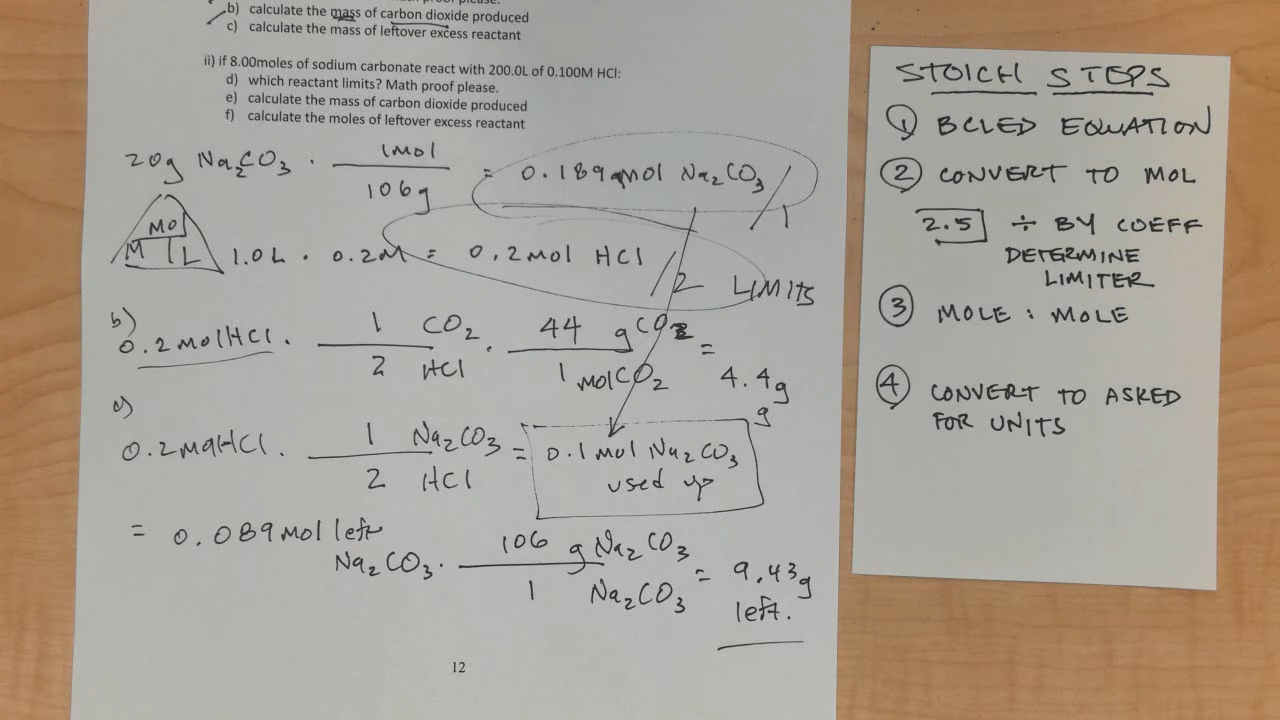 b) calculate the mass of carbon dioxide produced
c) calculate the mass of leftover excess reactant
ii) if 8.00moles of sodium carbonate react with 200.0L of 0.100M HCl:
d) which reactant limits? Math proof please.
e) calculate the mass of carbon dioxide produced
f) calculate the moles of leftover excess reactant
20g Na₂CO₃ · 1mol / 106g = 0.189 mol Na₂CO₃ / 1
Mol
M L
1.0L · 0.2M = 0.2mol HCl / 2 LIMITS
b)
0.2molHCl · 1 CO₂ / 2 HCl · 44 gCO₂ / 1 molCO₂ = 4.4g
g
c)
0.2molHCl · 1 Na₂CO₃ / 2 HCl = 0.1mol Na₂CO₃
used up
= 0.089mol left
Na₂CO₃ · 106 g Na₂CO₃ / 1 Na₂CO₃ = 9.43g
left.
12
STOICH STEPS
① BCLED EQUATION
② CONVERT TO MOL
2.5 ÷ BY COEFF
DETERMINE
LIMITER
③ MOLE : MOLE
④ CONVERT TO ASKED
FOR UNITS